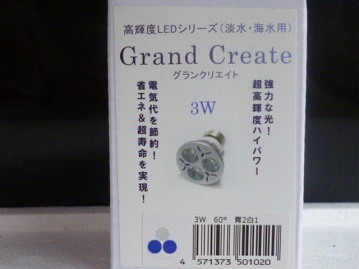 高輝度LEDシリーズ(淡水・海水用)
Grand Create
グランクリエイト
3W
強力な光!
超高輝度ハイパワー
電気代を節約!
省エネ&超寿命を実現!
3W 60° 青2白1
4 571373 501020